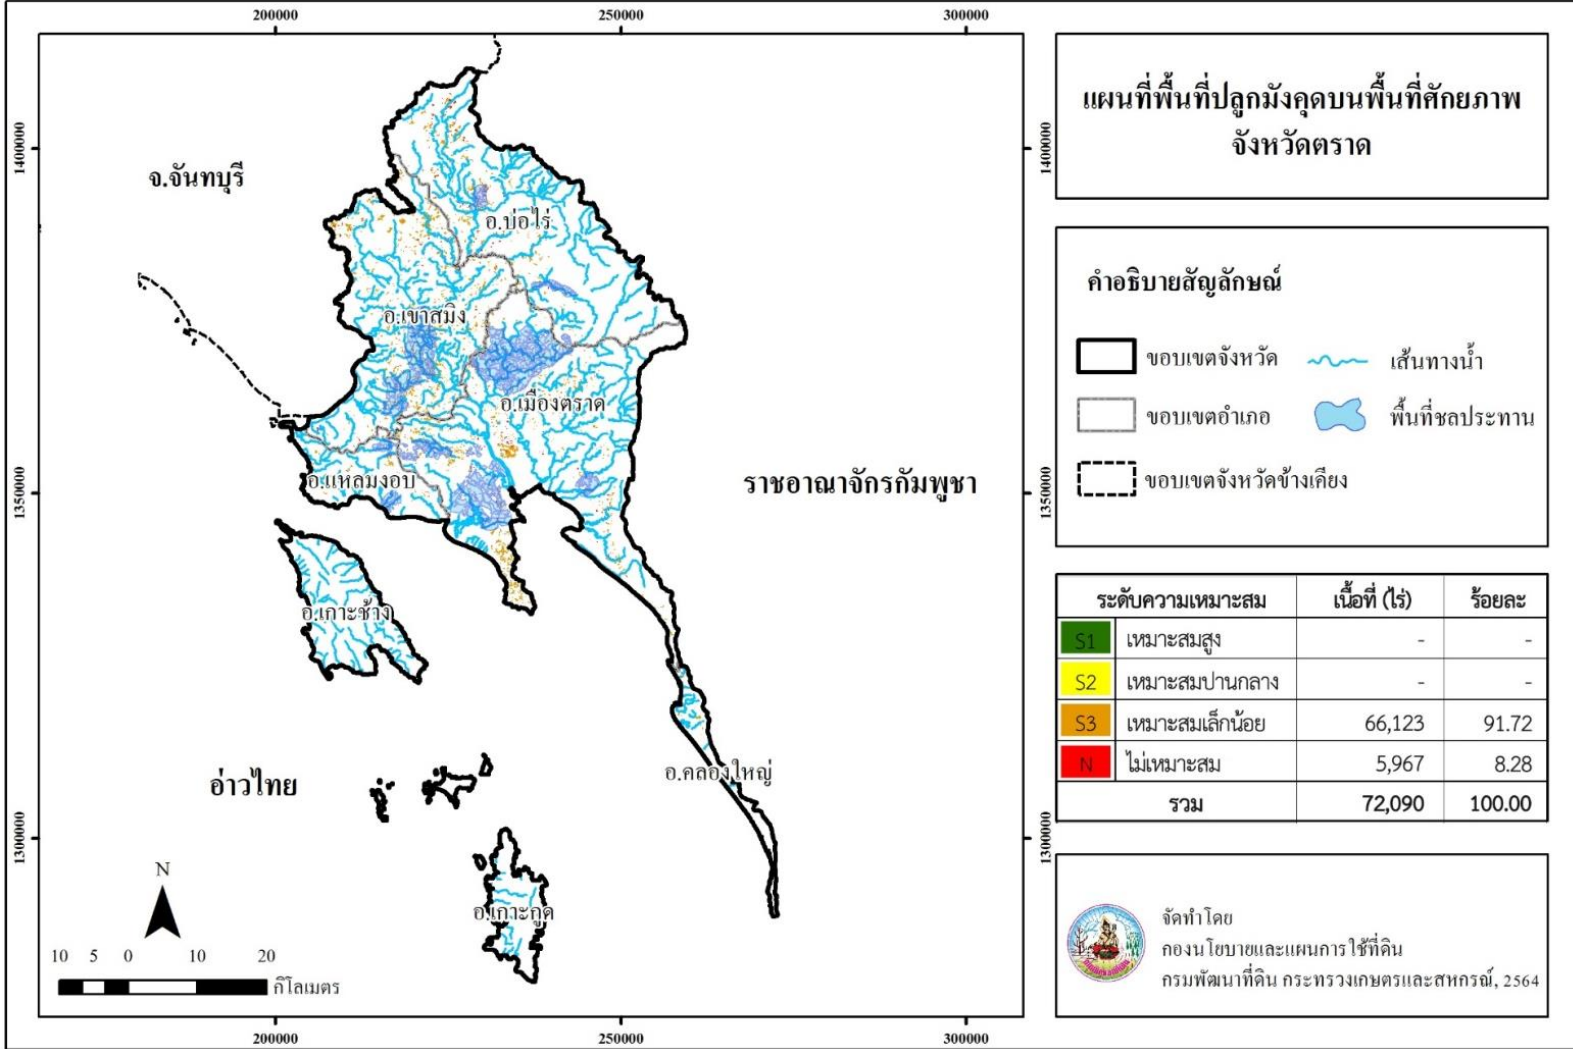 200000
250000
300000
1400000
1350000
1300000
1400000
1350000
1300000
200000
250000
300000
จ.จันทบุรี
อ.บ่อไร่
อ.เขาสมิง
อ.เมืองตราด
อ.แหลมงอบ
ราชอาณาจักรกัมพูชา
อ.เกาะช้าง
อ.คลองใหญ่
อ่าวไทย
อ.เกาะกูด
N
10 5 0 10 20
กิโลเมตร
แผนที่พื้นที่ปลูกมังคุดบนพื้นที่ศักยภาพ
จังหวัดตราด
คำอธิบายสัญลักษณ์
ขอบเขตจังหวัด เส้นทางน้ำ
ขอบเขตอำเภอ พื้นที่ชลประทาน
ขอบเขตจังหวัดข้างเคียง
ระดับความเหมาะสม เนื้อที่ (ไร่) ร้อยละ
S1 เหมาะสมสูง - -
S2 เหมาะสมปานกลาง - -
S3 เหมาะสมเล็กน้อย 66,123 91.72
N ไม่เหมาะสม 5,967 8.28
รวม 72,090 100.00
จัดทำโดย
กองนโยบายและแผนการใช้ที่ดิน
กรมพัฒนาที่ดิน กระทรวงเกษตรและสหกรณ์, 2564